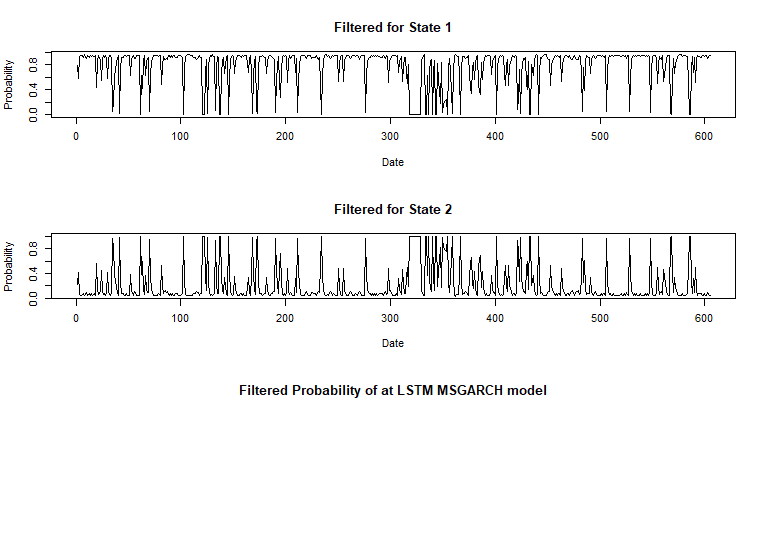 Filtered for State 1
Probability
0.0 0.4 0.8
0 100 200 300 400 500 600
Date
Filtered for State 2
Probability
0.0 0.4 0.8
0 100 200 300 400 500 600
Date
Filtered Probability of at LSTM MSGARCH model